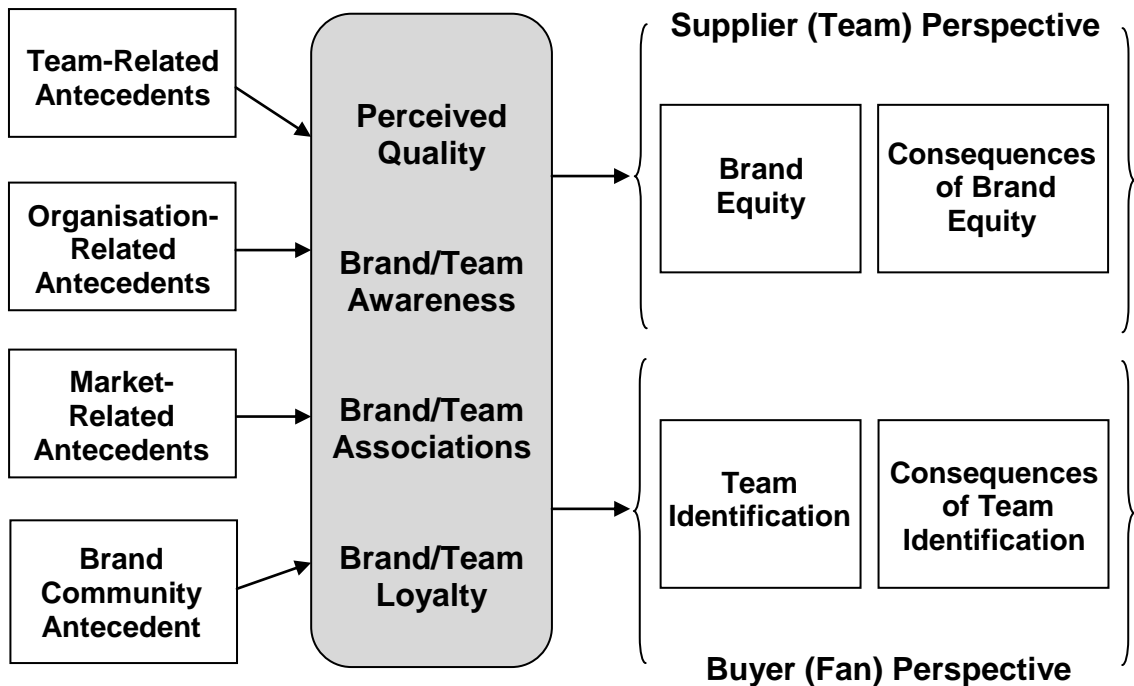 Team-Related
Antecedents
Organisation-
Related
Antecedents
Market-
Related
Antecedents
Brand
Community
Antecedent
Perceived
Quality
Brand/Team
Awareness
Brand/Team
Associations
Brand/Team
Loyalty
Supplier (Team) Perspective
Brand
Equity
Consequences
of Brand
Equity
Team
Identification
Consequences
of Team
Identification
Buyer (Fan) Perspective